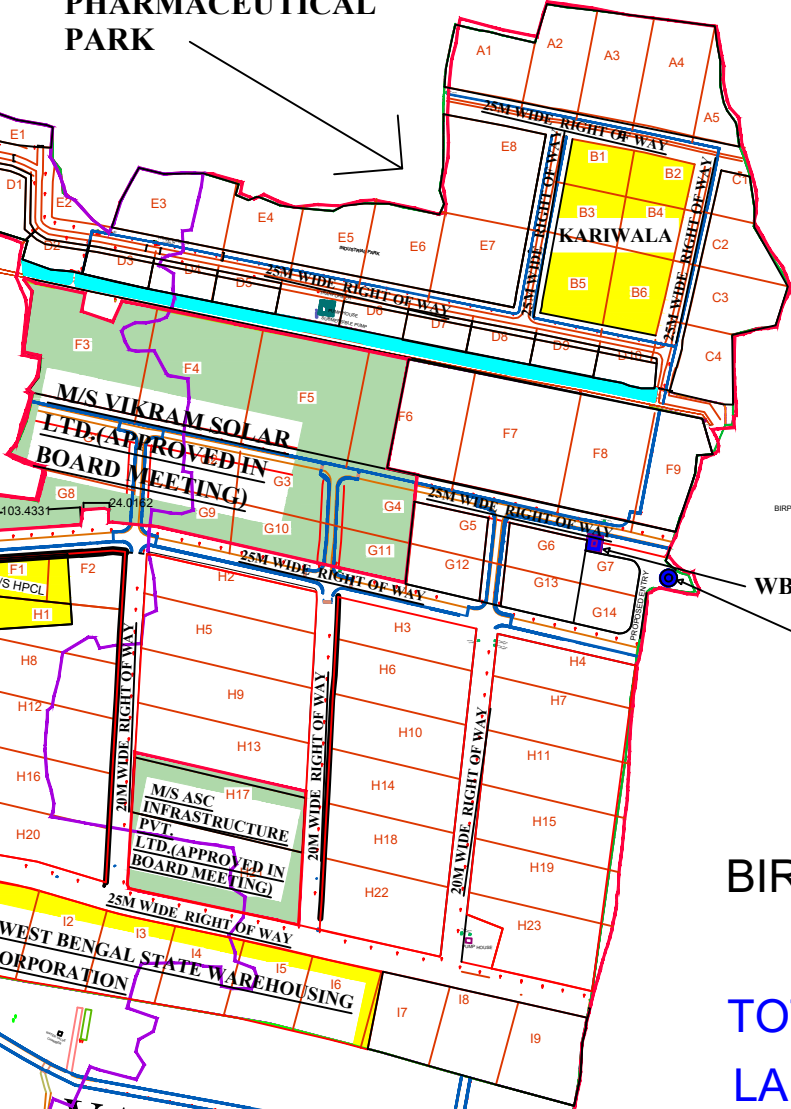 PHARMACEUTICAL
PARK
A1
A2
A3
A4
A5
25M WIDE RIGHT OF WAY
E1
E8
B1
B2
C1
D1
E2
E3
E4
E5
E6
E7
B3
B4
KARIWALA
C2
INDUSTRIAL PARK
25M WIDE RIGHT OF WAY
25M WIDE RIGHT OF WAY
D2
D3
D4
D5
25M WIDE RIGHT OF WAY
B5
B6
C3
D6
PUMP HOUSE
D7
D8
D9
D10
C4
F3
F4
F5
F6
F7
F8
F9
M/S VIKRAM SOLAR
LTD.(APPROVED IN
BOARD MEETING)
G8
G3
G4
G9
G10
G11
103.4331
24.0162
25M WIDE RIGHT OF WAY
G5
G6
G7
G12
G13
G14
BIRP
WB
PROPOSED ENTRY
25M WIDE RIGHT OF WAY
F1
F2
/S HPCL
H1
H2
H3
H4
H5
H6
H7
H8
H9
H10
H11
H12
H13
H14
H15
H16
H17
H18
H19
H20
H22
H23
20M WIDE RIGHT OF WAY
20M WIDE RIGHT OF WAY
20M WIDE RIGHT OF WAY
M/S ASC
INFRASTRUCTURE
PVT.
LTD.(APPROVED IN
BOARD MEETING)
25M WIDE RIGHT OF WAY
BIR
PUMP HOUSE
I2
I3
I4
I5
I6
I7
I8
I9
WEST BENGAL STATE WAREHOUSING
ORPORATION
TO
LA